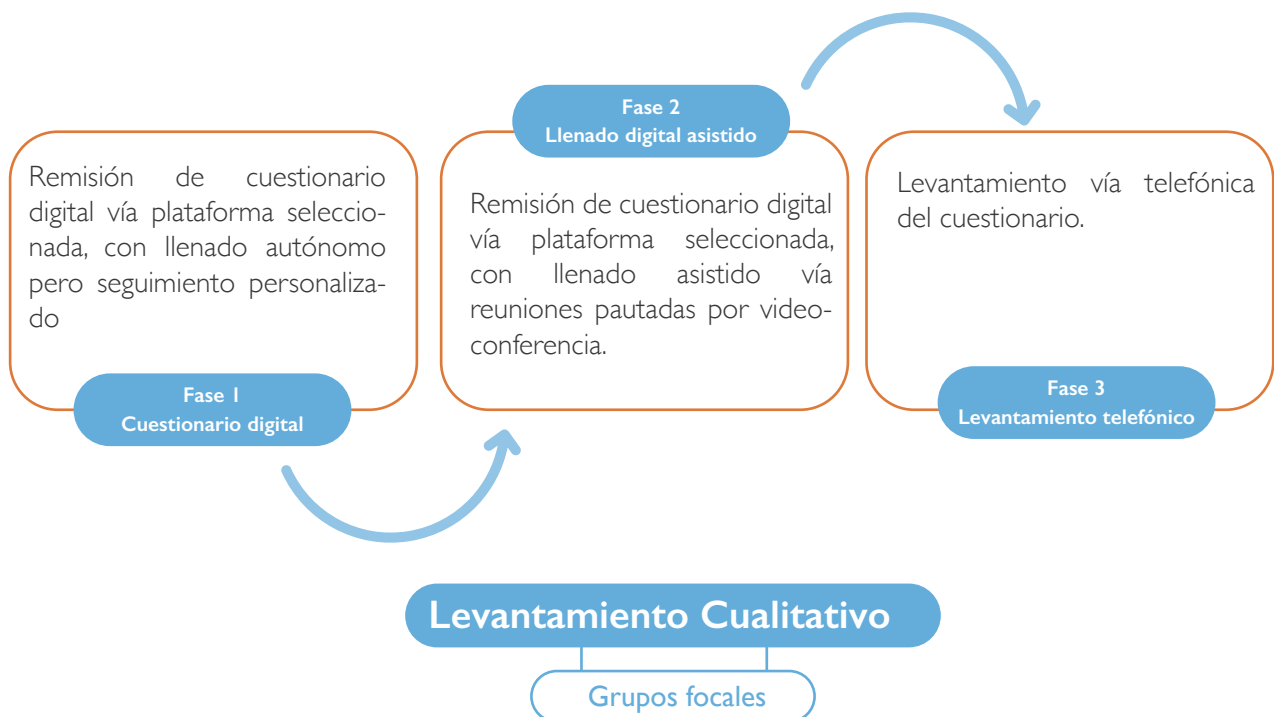 Remisión de cuestionario
digital vía plataforma seleccio-
nada, con llenado autónomo
pero seguimiento personaliza-
do
Fase 1
Cuestionario digital
Fase 2
Llenado digital asistido
Remisión de cuestionario digital
vía plataforma seleccionada,
con llenado asistido vía
reuniones pautadas por video-
conferencia.
Levantamiento vía telefónica
del cuestionario.
Fase 3
Levantamiento telefónico
Levantamiento Cualitativo
Grupos focales